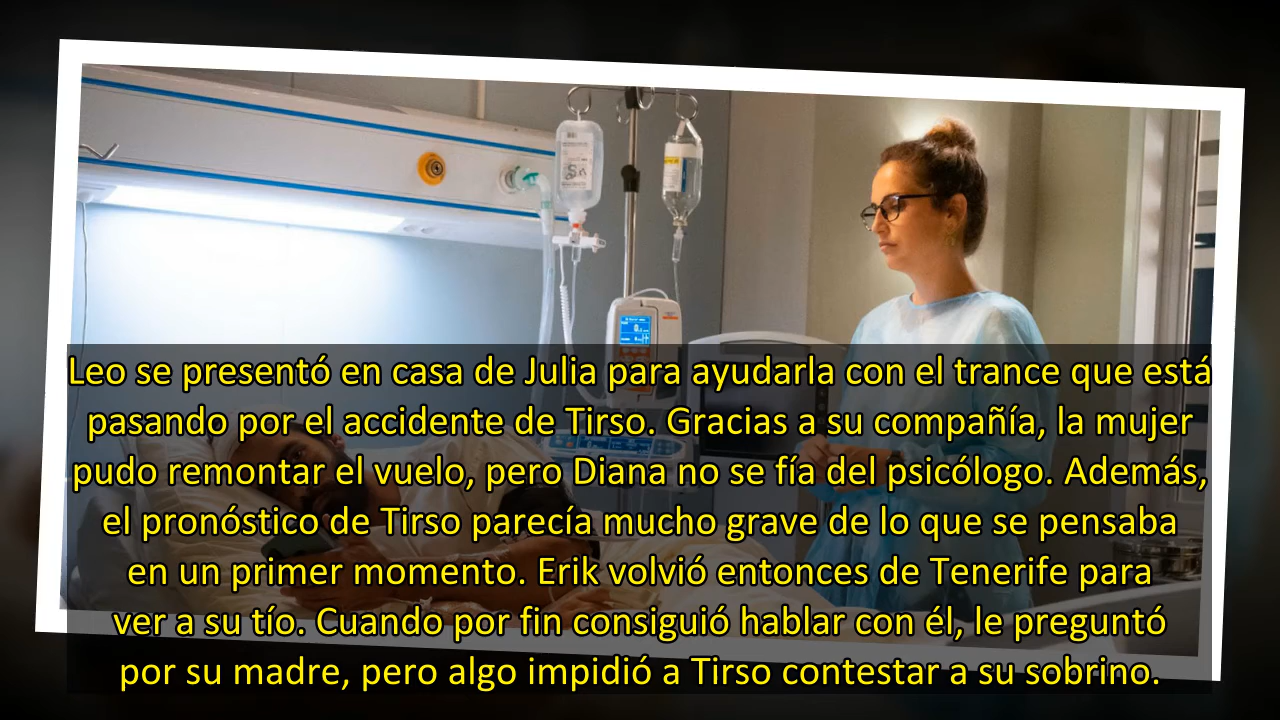 Leo se presentó en casa de Julia para ayudarla con el trance que está
pasando por el accidente de Tirso. Gracias a su compañía, la mujer
pudo remontar el vuelo, pero Diana no se fía del psicólogo. Además,
el pronóstico de Tirso parecía mucho grave de lo que se pensaba
en un primer momento. Erik volvió entonces de Tenerife para
ver a su tío. Cuando por fin consiguió hablar con él, le preguntó
por su madre, pero algo impidió a Tirso contestar a su sobrino.